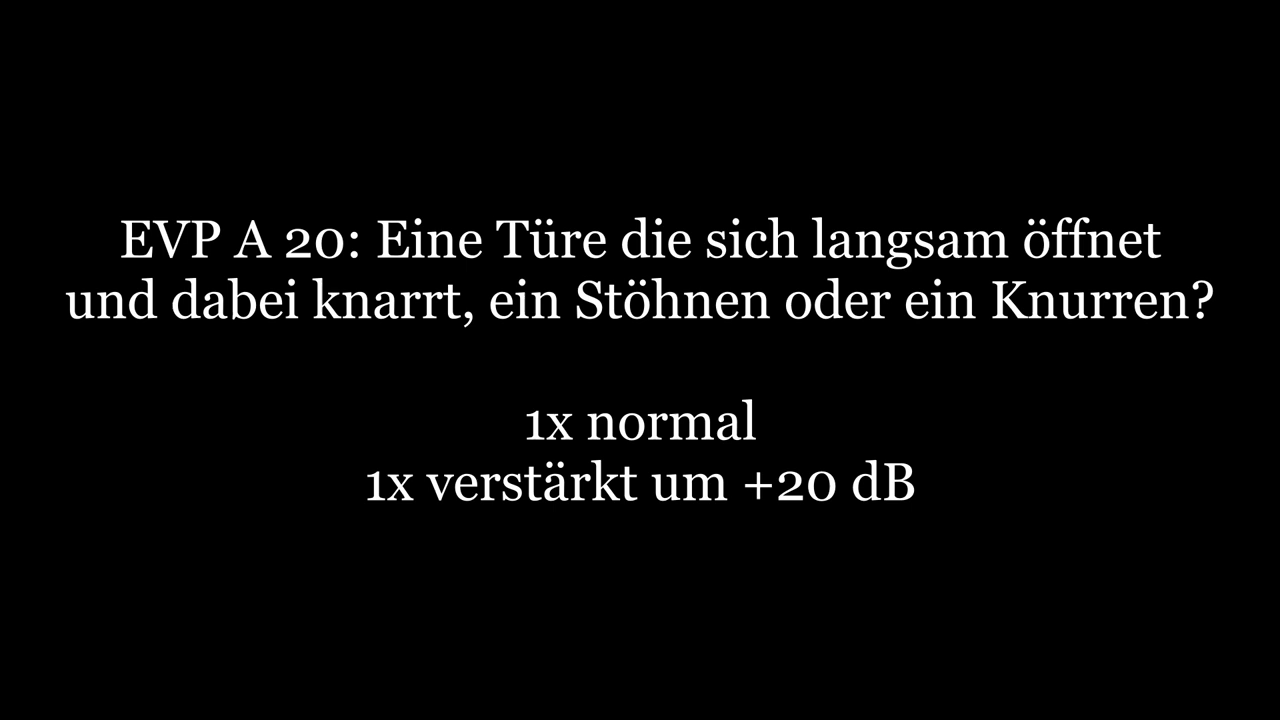 EVP A 20: Eine Türe die sich langsam öffnet
und dabei knarrt, ein Stöhnen oder ein Knurren?
1x normal
1x verstärkt um +20 dB